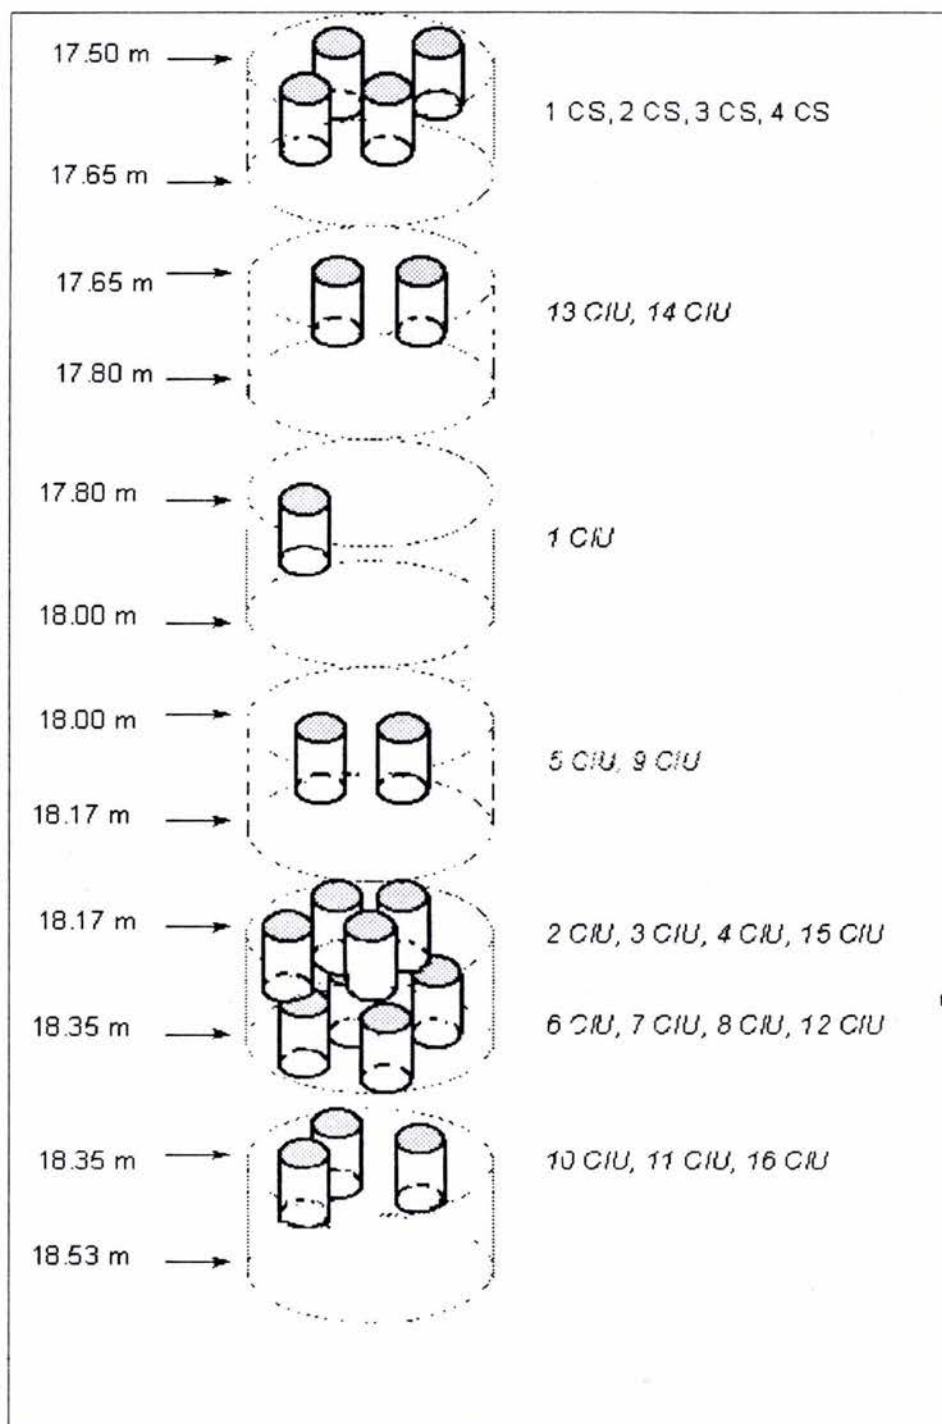 17.50 m
1 CS, 2 CS, 3 CS, 4 CS
17.65 m
17.65 m
13 CIU, 14 CIU
17.80 m
17.80 m
1 CIU
18.00 m
18.00 m
5 CIU, 9 CIU
18.17 m
18.17 m
2 CIU, 3 CIU, 4 CIU, 15 CIU
18.35 m
6 CIU, 7 CIU, 8 CIU, 12 CIU
18.35 m
10 CIU, 11 CIU, 16 CIU
18.53 m